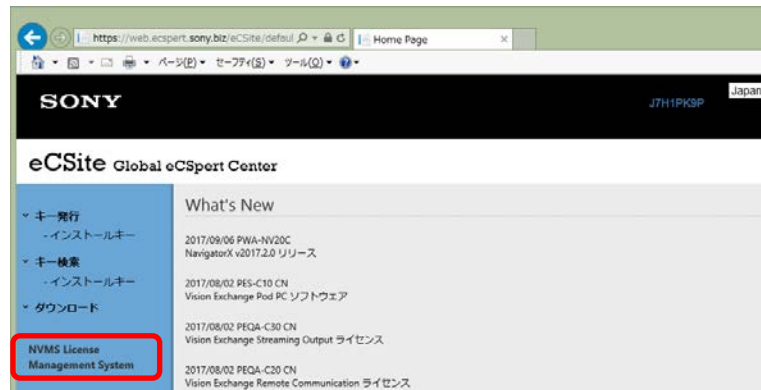 https://web.ecspert.sony.biz/eCSite/defaul
Home Page
ページ(P) セーフティ(S) ツール(O)
SONY
J7H1PK9P
Japan
eCSite Global eCSpert Center
キー発行
-インストールキー
キー検索
-インストールキー
ダウンロード
NVMS License
Management System
What's New
2017/09/06 PWA-NV20C
NavigatorX v2017.2.0 リリース
2017/08/02 PES-C10 CN
Vision Exchange Pod PC ソフトウェア
2017/08/02 PEQA-C30 CN
Vision Exchange Streaming Output ライセンス
2017/08/02 PEQA-C20 CN
Vision Exchange Remote Communication ライセンス